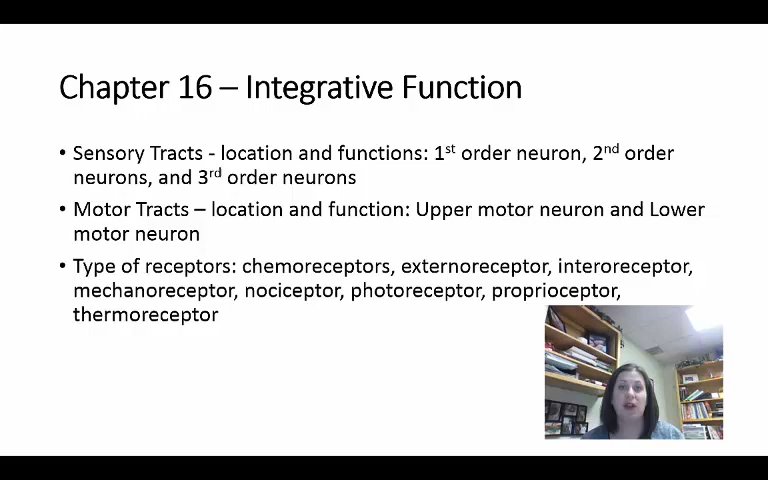 Chapter 16 – Integrative Function
• Sensory Tracts - location and functions: 1st order neuron, 2nd order
neurons, and 3rd order neurons
• Motor Tracts – location and function: Upper motor neuron and Lower
motor neuron
• Type of receptors: chemoreceptors, externoreceptor, interoreceptor,
mechanoreceptor, nociceptor, photoreceptor, proprioceptor,
thermoreceptor